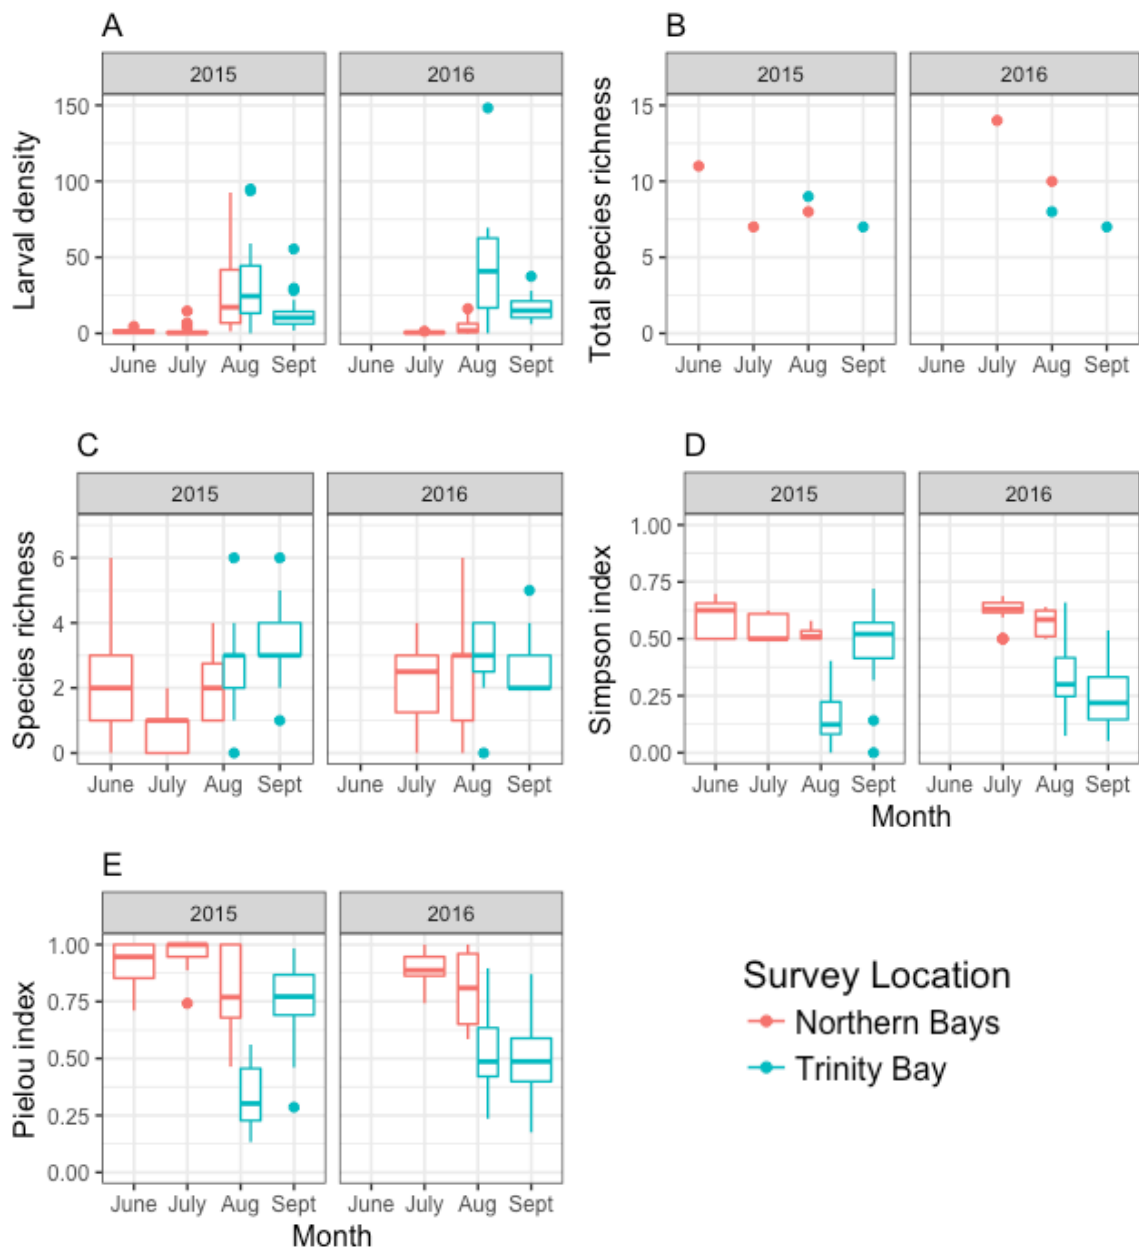 A
2015
2016
Larval density
150
100
50
0
June July Aug Sept
June July Aug Sept
B
2015
2016
Total species richness
15
10
5
0
June July Aug Sept
June July Aug Sept
C
2015
2016
Species richness
6
4
2
0
June July Aug Sept
June July Aug Sept
D
2015
2016
Simpson index
1.00
0.75
0.50
0.25
0.00
June July Aug Sept
June July Aug Sept
Month
E
2015
2016
Pielou index
1.00
0.75
0.50
0.25
0.00
June July Aug Sept
June July Aug Sept
Month
Survey Location
Northern Bays
Trinity Bay